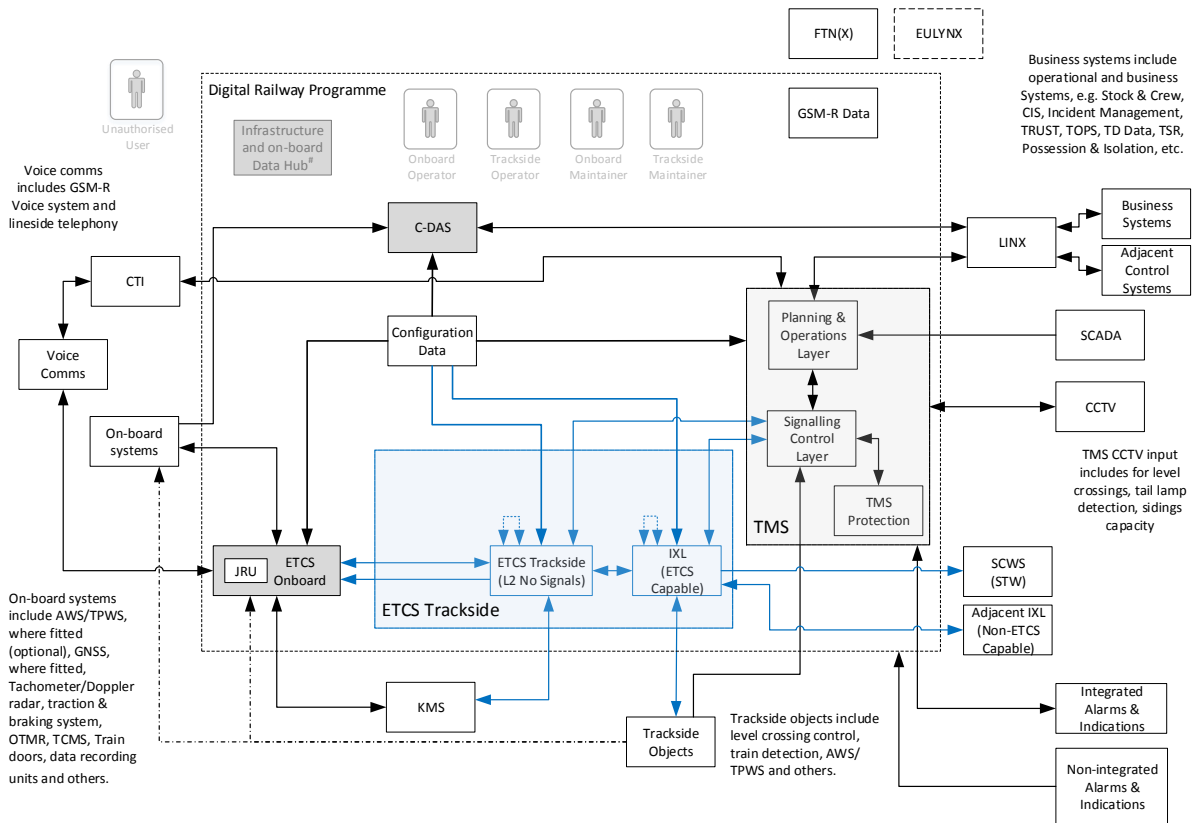 FTN(X)
EULYNX
Business systems include
operational and business
Systems, e.g. Stock & Crew,
CIS, Incident Management,
TRUST, TOPS, TD Data, TSR,
Possession & Isolation, etc.
Unauthorised
User
Digital Railway Programme
Infrastructure
and on-board
Data Hub#
Onboard
Operator
Trackside
Operator
Onboard
Maintainer
Trackside
Maintainer
GSM-R Data
Voice comms
includes GSM-R
Voice system and
lineside telephony
C-DAS
LINX
Business
Systems
Adjacent
Control
Systems
CTI
Configuration
Data
Planning &
Operations
Layer
SCADA
Voice
Comms
CCTV
On-board
systems
Signalling
Control
Layer
TMS
Protection
TMS
TMS CCTV input
includes for level
crossings, tail lamp
detection, sidings
capacity
JRU
ETCS
Onboard
ETCS Trackside
(L2 No Signals)
IXL
(ETCS
Capable)
ETCS Trackside
SCWS
(STW)
Adjacent IXL
(Non-ETCS
Capable)
On-board systems
include AWS/TPWS,
where fitted
(optional), GNSS,
where fitted,
Tachometer/Doppler
radar, traction &
braking system,
OTMR, TCMS, Train
doors, data recording
units and others.
KMS
Trackside
Objects
Trackside objects include
level crossing control,
train detection, AWS/
TPWS and others.
Integrated
Alarms &
Indications
Non-integrated
Alarms &
Indications